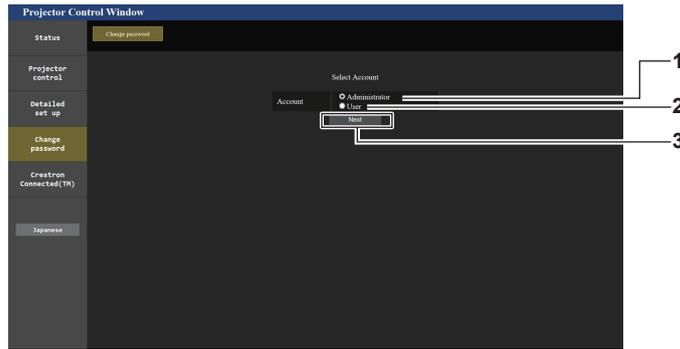 Projector Control Window
Status
Projector
control
Detailed
set up
Change
password
Crestron
Connected(TM)
Japanese
Change password
Select Account
Account
Administrator
User
Next
1
2
3